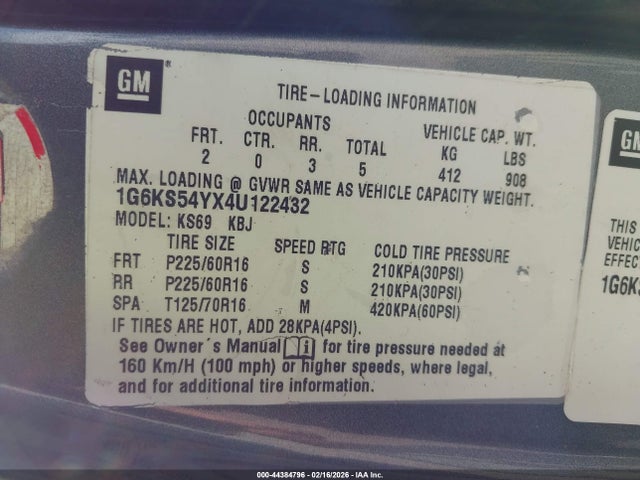 GM
TIRE-LOADING INFORMATION
OCCUPANTS VEHICLE CAP. WT.
FRT. CTR. RR. TOTAL KG LBS
2 0 3 5 412 908
MAX. LOADING @ GVWR SAME AS VEHICLE CAPACITY WEIGHT.
1G6KS54YX4U122432
MODEL: KS69 KBJ
TIRE SIZE SPEED RTG COLD TIRE PRESSURE
FRT P225/60R16 S 210KPA(30PSI)
RR P225/60R16 S 210KPA(30PSI)
SPA T125/70R16 M 420KPA(60PSI)
IF TIRES ARE HOT, ADD 28KPA(4PSI).
See Owner's Manual for tire pressure needed at
160 Km/H (100 mph) or higher speeds, where legal,
and for additional tire information.
GM
THIS
VEHIC
EFFEC
1G6KS
000-44384796 - 02/16/2026 - IAA Inc.